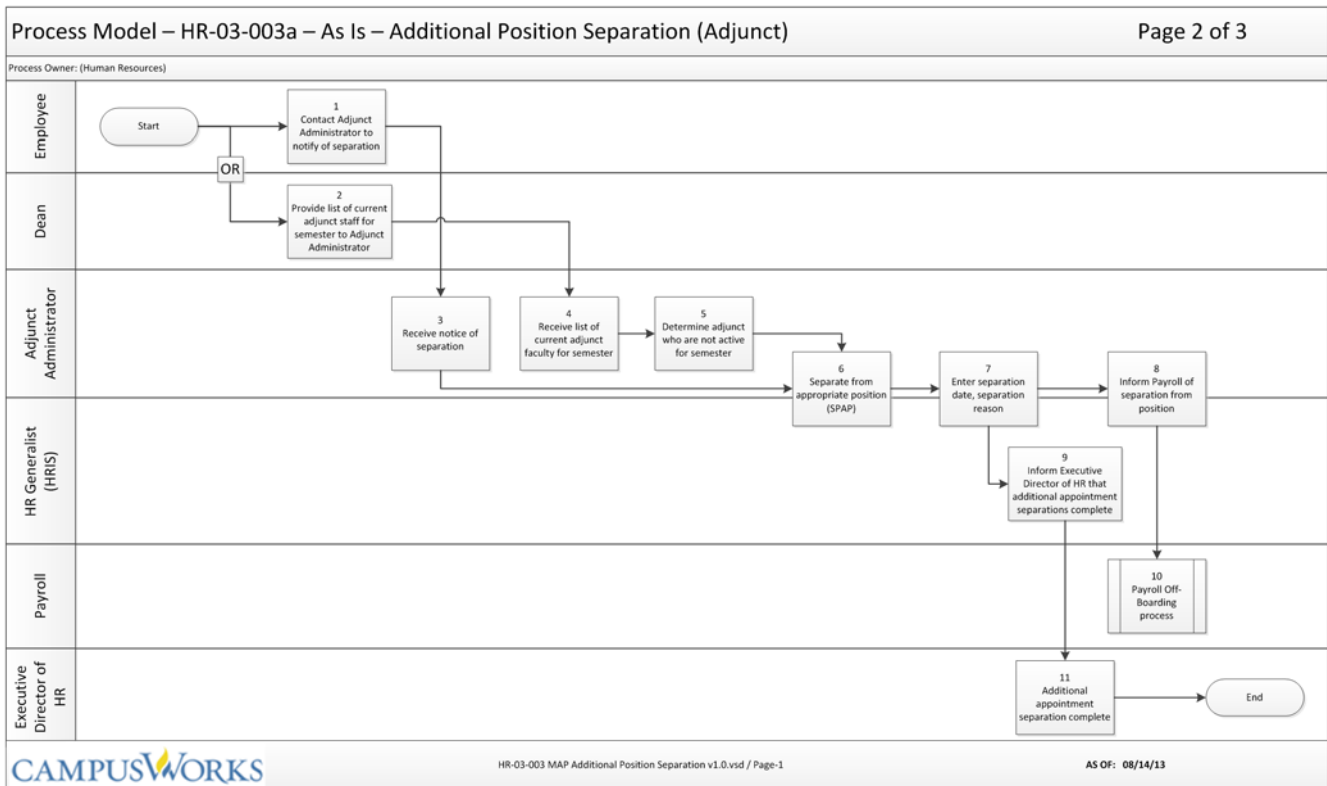 Process Model – HR-03-003a – As Is – Additional Position Separation (Adjunct)
Page 2 of 3
Process Owner: (Human Resources)
Employee
Start
OR
1
Contact Adjunct
Administrator to
notify of separation
Dean
2
Provide list of current
adjunct staff for
semester to Adjunct
Administrator
Adjunct
Administrator
3
Receive notice of
separation
4
Receive list of
current adjunct
faculty for semester
5
Determine adjunct
who are not active
for semester
6
Separate from
appropriate position
(SPAP)
7
Enter separation
date, separation
reason
8
Inform Payroll of
separation from
position
HR Generalist
(HRIS)
9
Inform Executive
Director of HR that
additional appointment
separations complete
Payroll
10
Payroll Off-
Boarding
process
Executive
Director of
HR
11
Additional
appointment
separation complete
End
CAMPUSWORKS
HR-03-003 MAP Additional Position Separation v1.0.vsd / Page-1
AS OF: 08/14/13